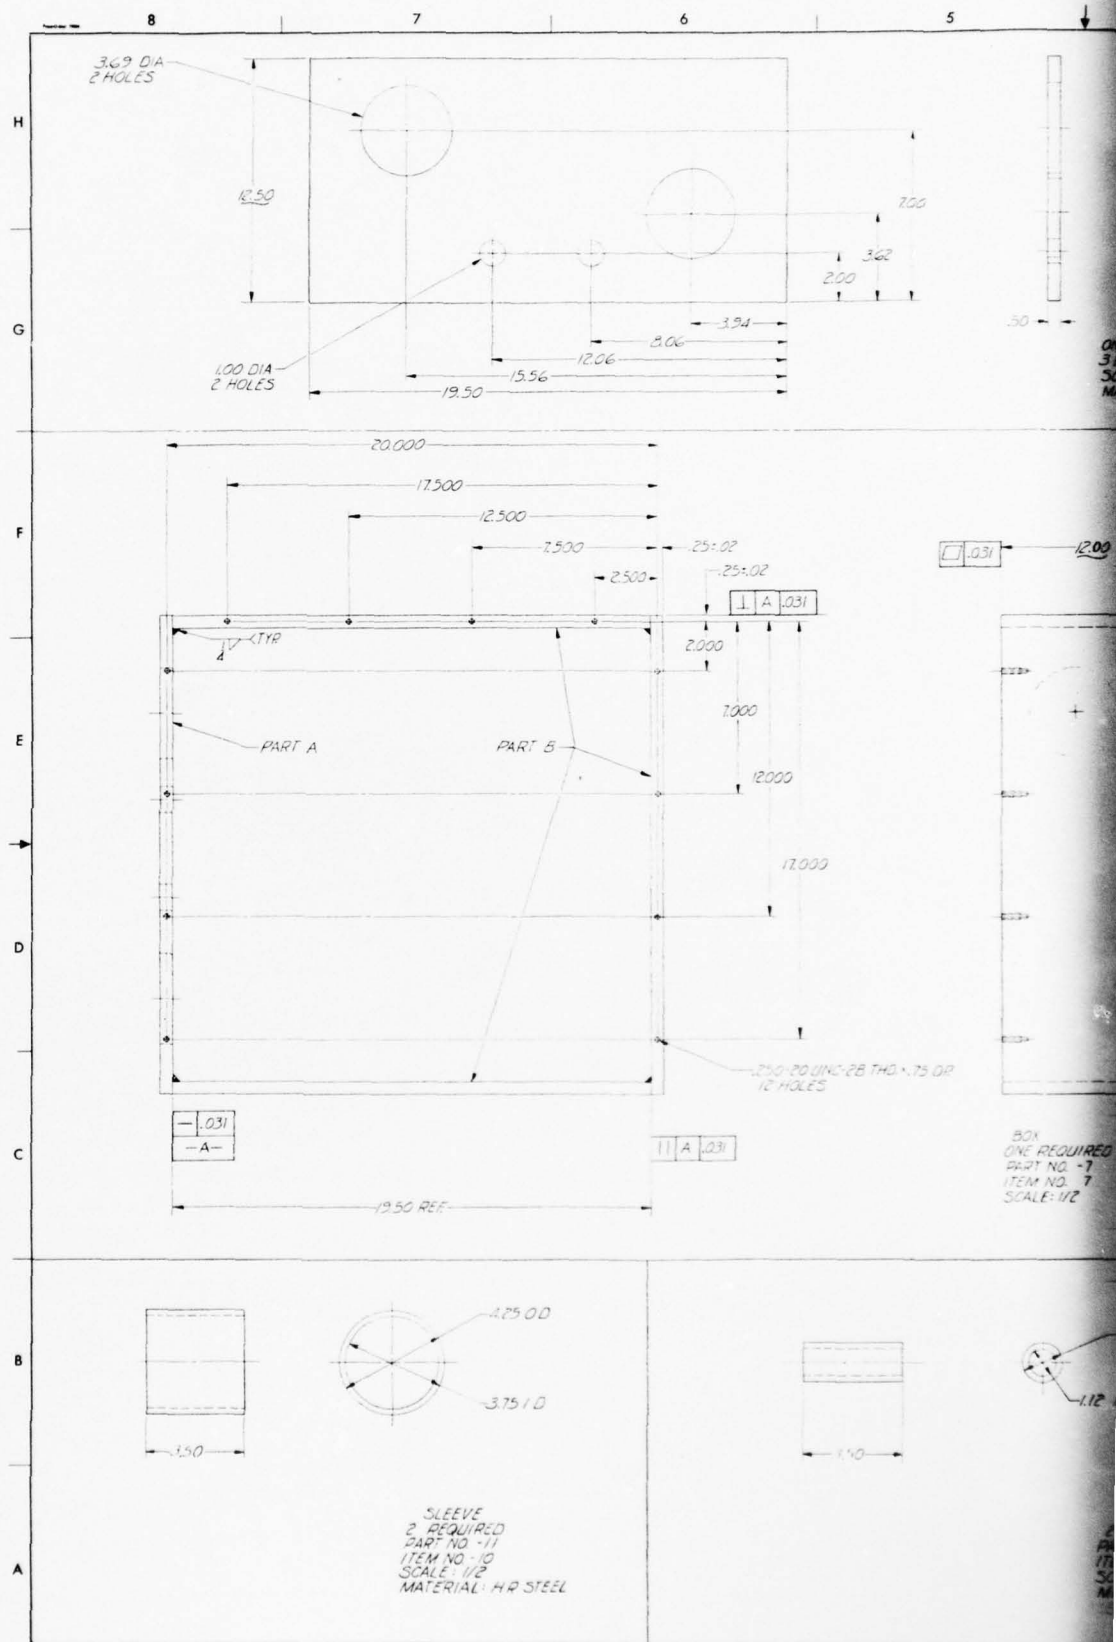 8
7
6
5
H
G
F
E
D
C
B
A
3.69 DIA
2 HOLES
12.50
7.00
3.62
2.00
3.94
8.06
12.06
15.56
19.50
1.00 DIA
2 HOLES
.50
20.000
17.500
12.500
7.500
.25±.02
2.500
.25±.02
⊥ A .031
.031
12.00
TYP
2.000
7.000
PART A
PART B
12.000
17.000
.250-20 UNC-2B THD × .75 DP
12 HOLES
— .031
-A-
|| A .031
19.50 REF
BOX
ONE REQUIRED
PART NO. -7
ITEM NO. 7
SCALE: 1/2
4.25 O D
3.75 I D
3.50
1.12
SLEEVE
2 REQUIRED
PART NO. -11
ITEM NO. -10
SCALE: 1/2
MATERIAL: H R STEEL